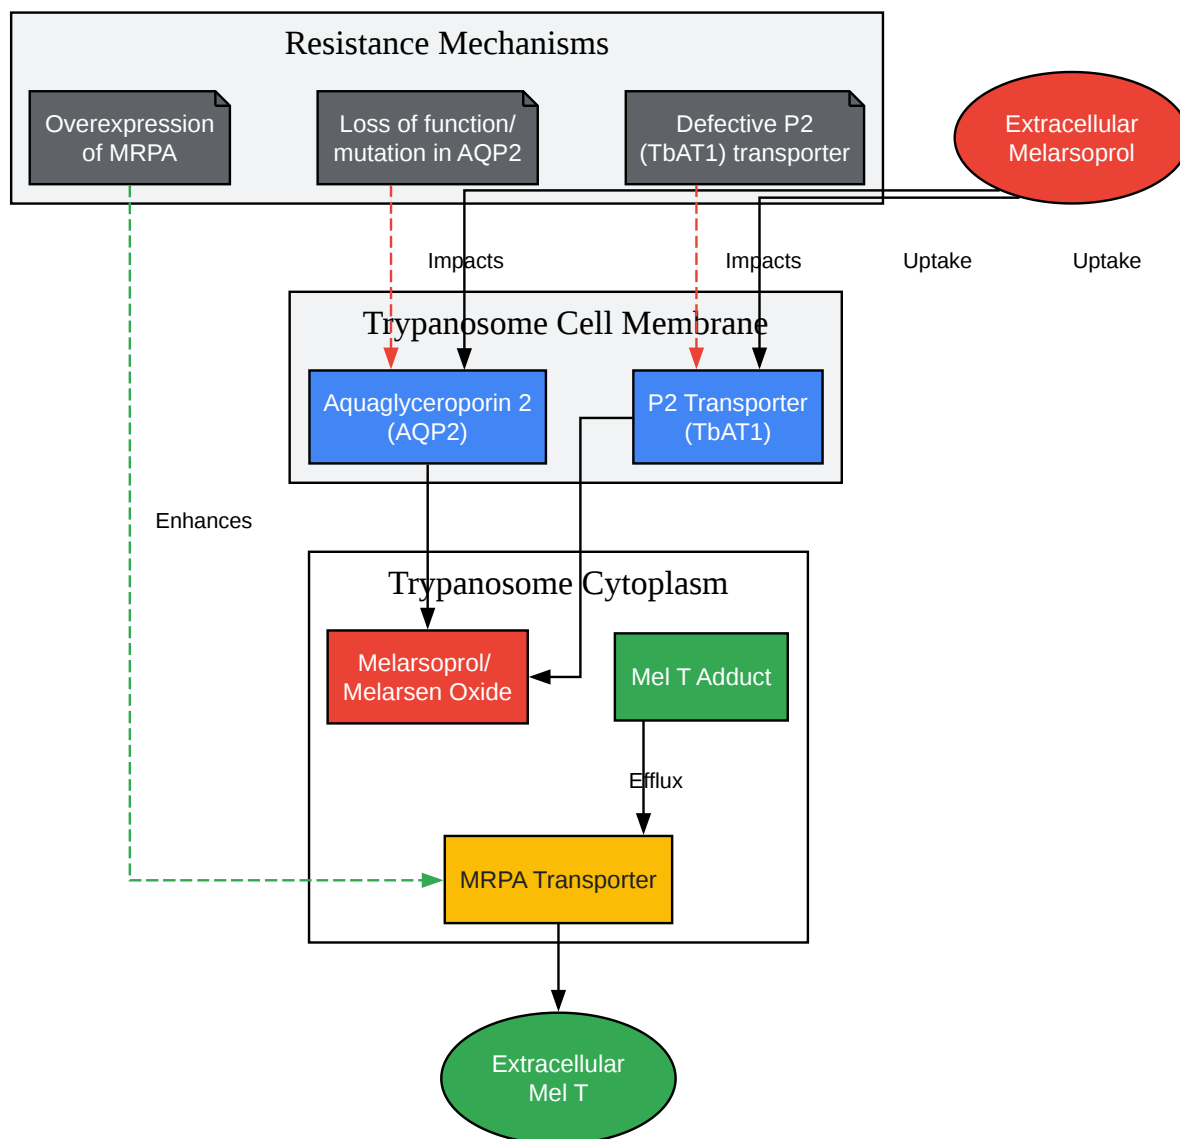 Resistance Mechanisms
Overexpression
of MRPA
Loss of function/
mutation in AQP2
Defective P2
(TbAT1) transporter
Extracellular
Melarsoprol
Impacts
Impacts
Uptake
Uptake
Trypanosome Cell Membrane
Aquaglyceroporin 2
(AQP2)
P2 Transporter
(TbAT1)
Enhances
Trypanosome Cytoplasm
Melarsoprol/
Melarsen Oxide
Mel T Adduct
Efflux
MRPA Transporter
Extracellular
Mel T